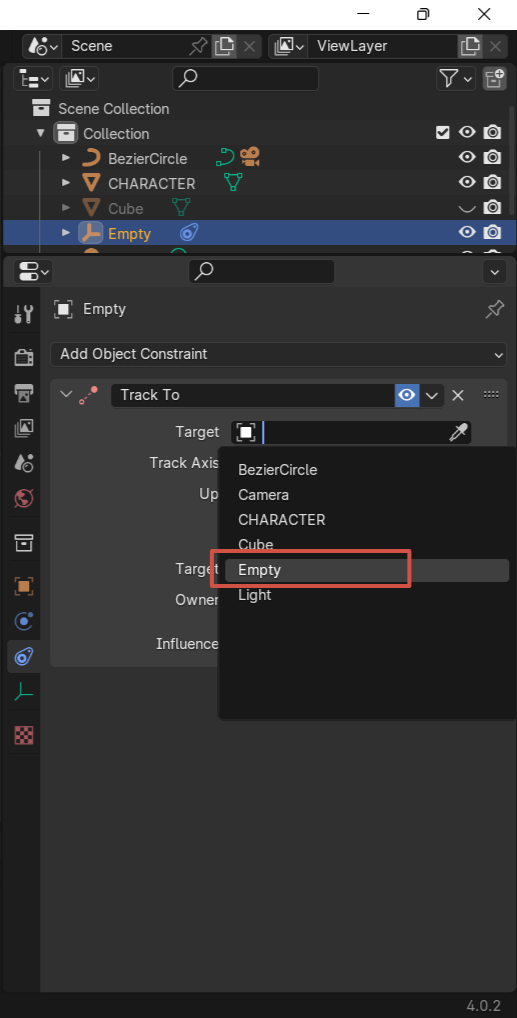 Scene
ViewLayer
Scene Collection
Collection
BezierCircle
CHARACTER
Cube
Empty
Empty
Add Object Constraint
Track To
Target
Track Axis
Up
Target
Owner
Influence
BezierCircle
Camera
CHARACTER
Cube
Empty
Light
4.0.2